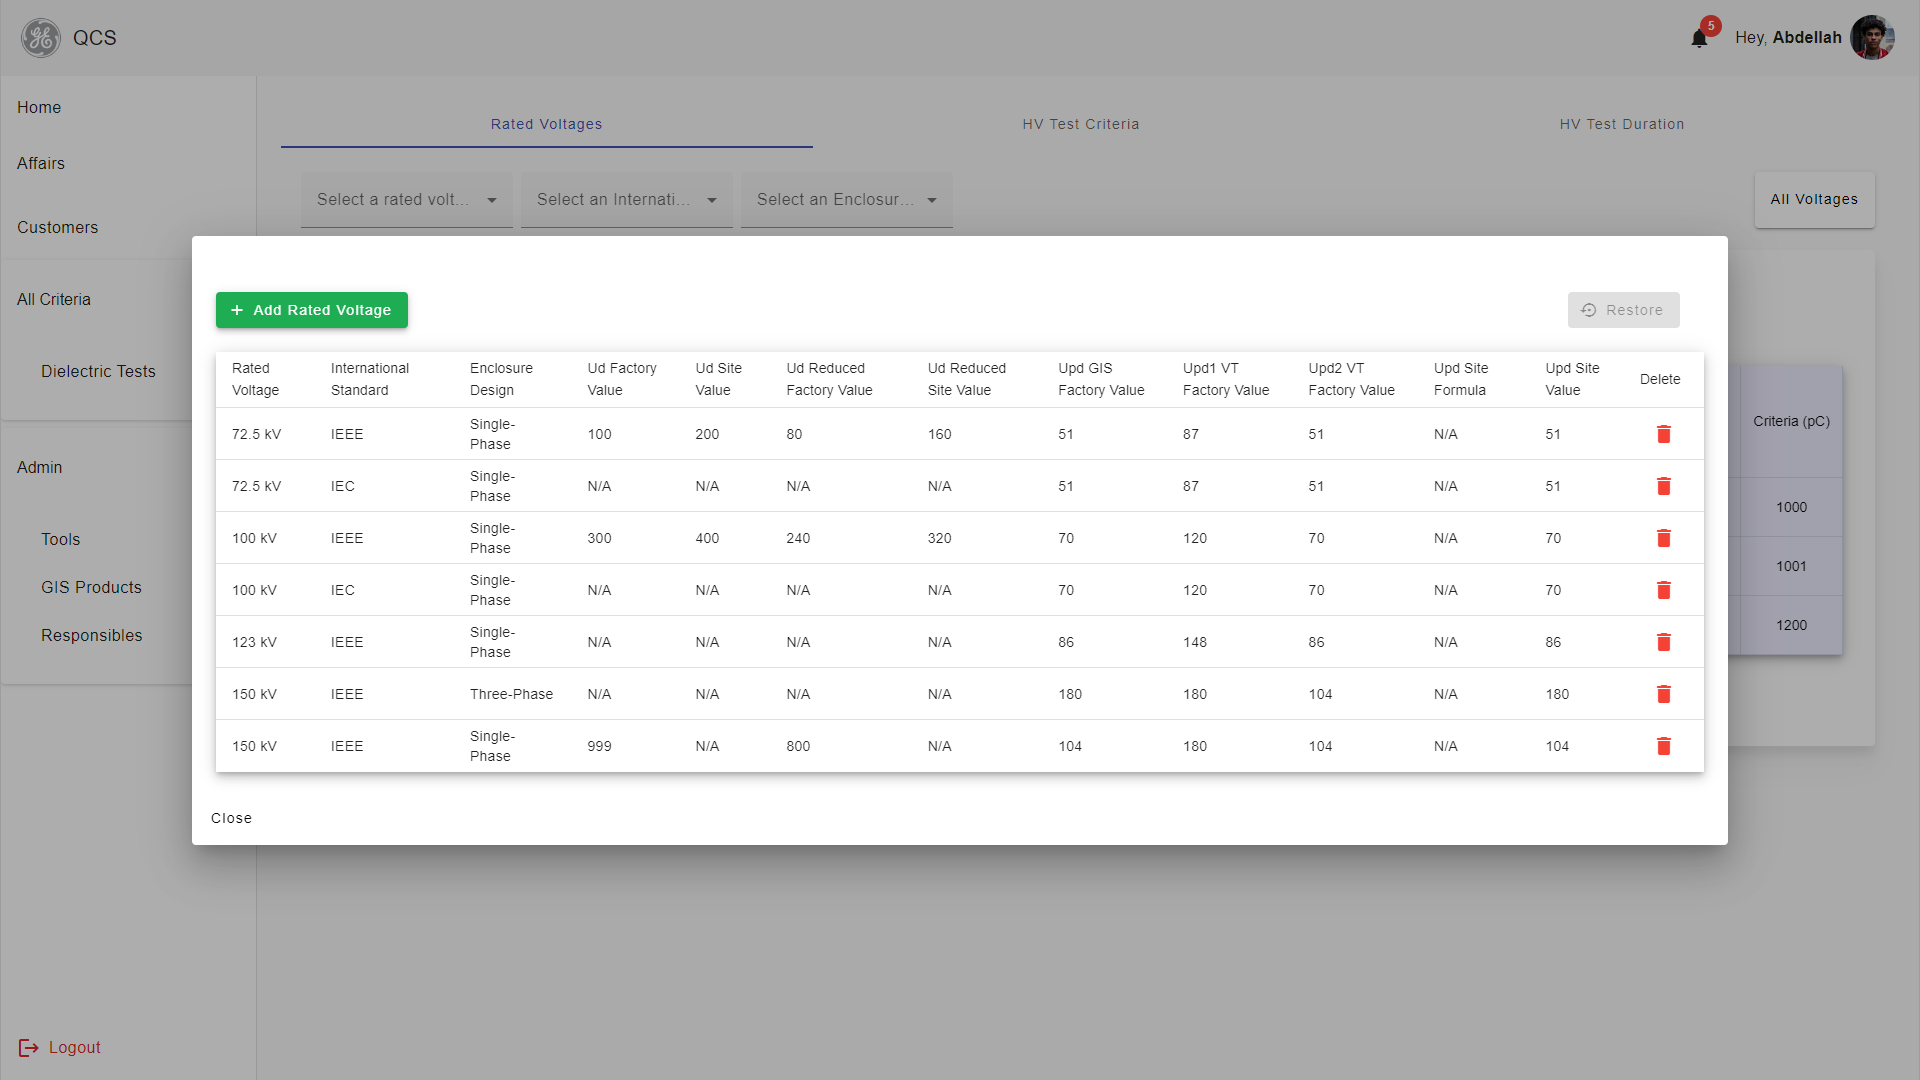 QCS
5
Hey, Abdellah
Home
Affairs
Customers
All Criteria
Dielectric Tests
Admin
Tools
GIS Products
Responsibles
Logout
Rated Voltages
HV Test Criteria
HV Test Duration
Select a rated volt...
Select an Internati...
Select an Enclosur...
All Voltages
Criteria (pC)
1000
1001
1200
+ Add Rated Voltage
Restore
Rated Voltage International Standard Enclosure Design Ud Factory Value Ud Site Value Ud Reduced Factory Value Ud Reduced Site Value Upd GIS Factory Value Upd1 VT Factory Value Upd2 VT Factory Value Upd Site Formula Upd Site Value Delete
72.5 kV IEEE Single-Phase 100 200 80 160 51 87 51 N/A 51
72.5 kV IEC Single-Phase N/A N/A N/A N/A 51 87 51 N/A 51
100 kV IEEE Single-Phase 300 400 240 320 70 120 70 N/A 70
100 kV IEC Single-Phase N/A N/A N/A N/A 70 120 70 N/A 70
123 kV IEEE Single-Phase N/A N/A N/A N/A 86 148 86 N/A 86
150 kV IEEE Three-Phase N/A N/A N/A N/A 180 180 104 N/A 180
150 kV IEEE Single-Phase 999 N/A 800 N/A 104 180 104 N/A 104
Close